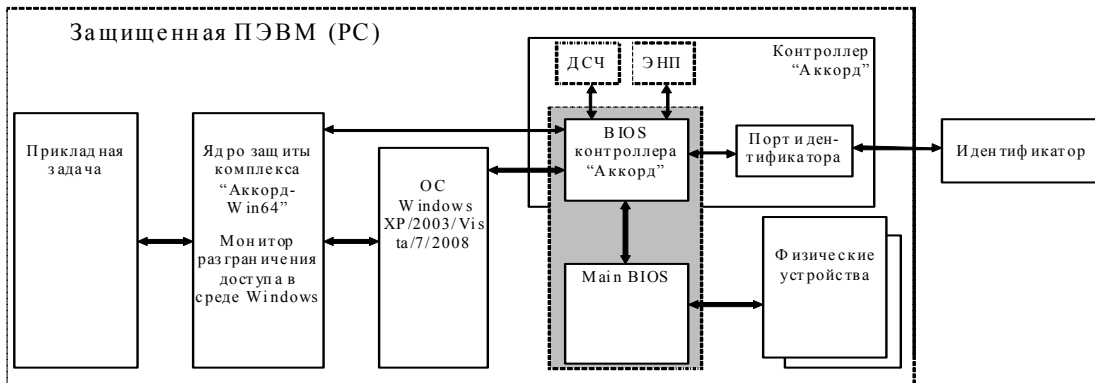 Защищенная ПЭВМ (PC)
Контроллер
“Аккорд”
ДСЧ
ЭНП
Прикладная
задача
Ядро защиты
комплекса
“Аккорд-
Win64”
Монитор
разграничения
доступа в
среде Windows
ОС
Windows
XP/2003/Vis
ta/7/2008
BIOS
контроллера
“Аккорд”
Порт иден-
тификатора
Идентификатор
Main BIOS
Физические
устройства